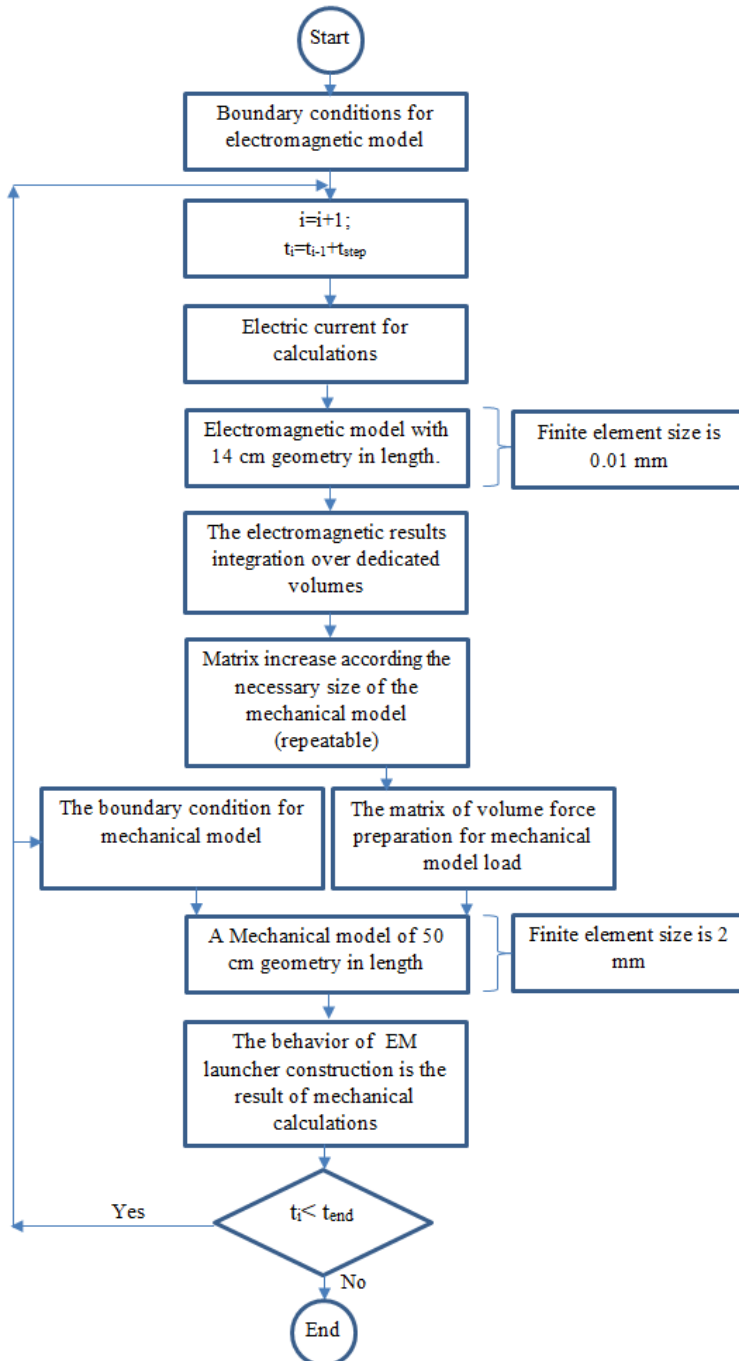 Start
Boundary conditions for
electromagnetic model
i=i+1;
tᵢ=tᵢ₋₁+tstep
Electric current for
calculations
Electromagnetic model with
14 cm geometry in length.
Finite element size is
0.01 mm
The electromagnetic results
integration over dedicated
volumes
Matrix increase according the
necessary size of the
mechanical model
(repeatable)
The boundary condition for
mechanical model
The matrix of volume force
preparation for mechanical
model load
A Mechanical model of 50
cm geometry in length
Finite element size is 2
mm
The behavior of EM
launcher construction is the
result of mechanical
calculations
tᵢ< tend
Yes
No
End